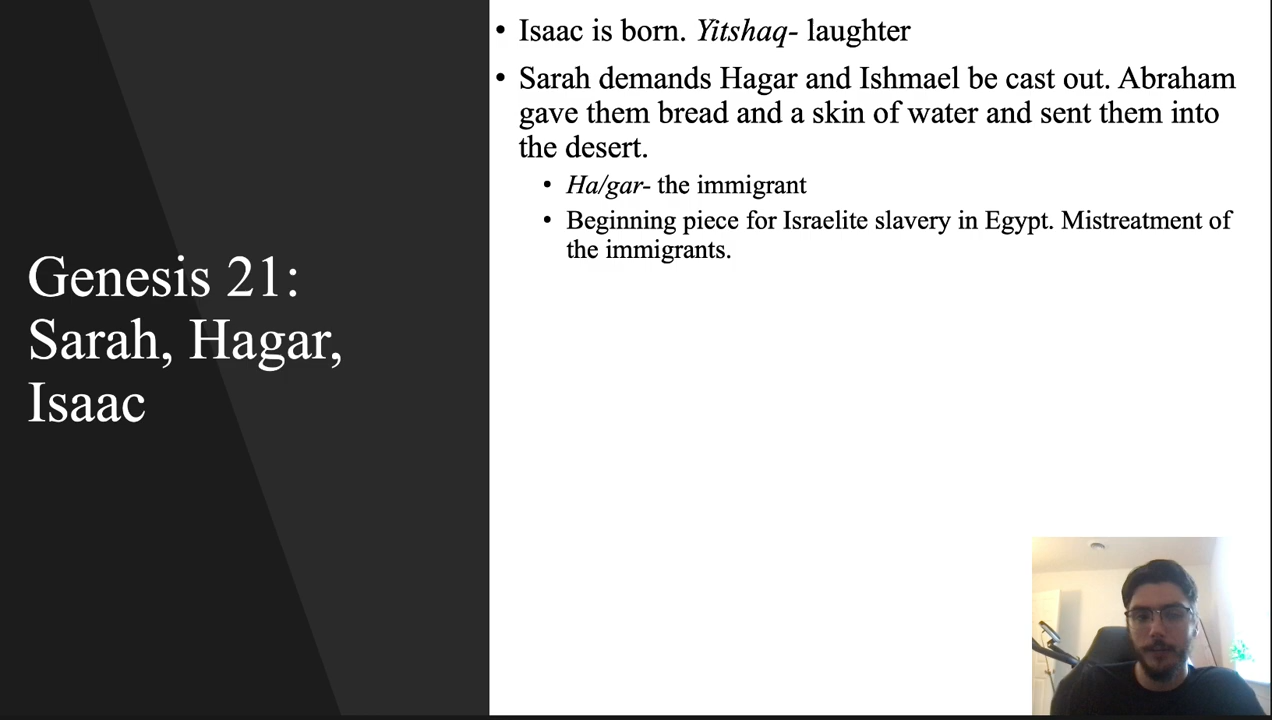 Genesis 21:
Sarah, Hagar,
Isaac
• Isaac is born. Yitshaq- laughter
• Sarah demands Hagar and Ishmael be cast out. Abraham
gave them bread and a skin of water and sent them into
the desert.
• Ha/gar- the immigrant
• Beginning piece for Israelite slavery in Egypt. Mistreatment of
the immigrants.